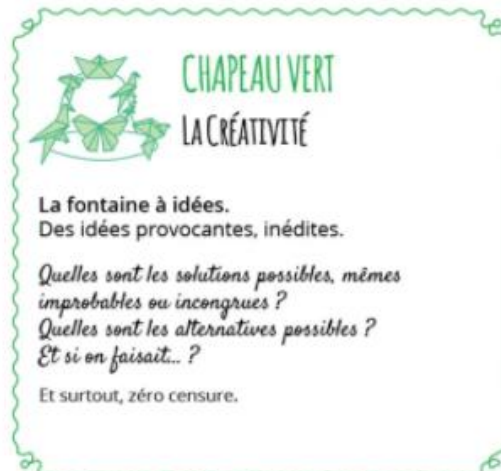 CHAPEAU VERT
LA CRÉATIVITÉ
La fontaine à idées.
Des idées provocantes, inédites.
Quelles sont les solutions possibles, mêmes
improbables ou incongrues ?
Quelles sont les alternatives possibles ?
Et si on faisait... ?
Et surtout, zéro censure.